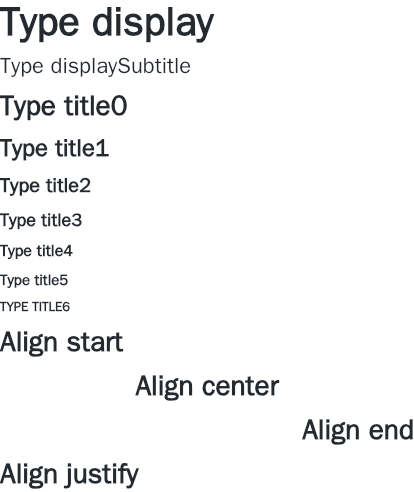 Type display
Type displaySubtitle
Type title0
Type title1
Type title2
Type title3
Type title4
Type title5
TYPE TITLE6
Align start
Align center
Align end
Align justify